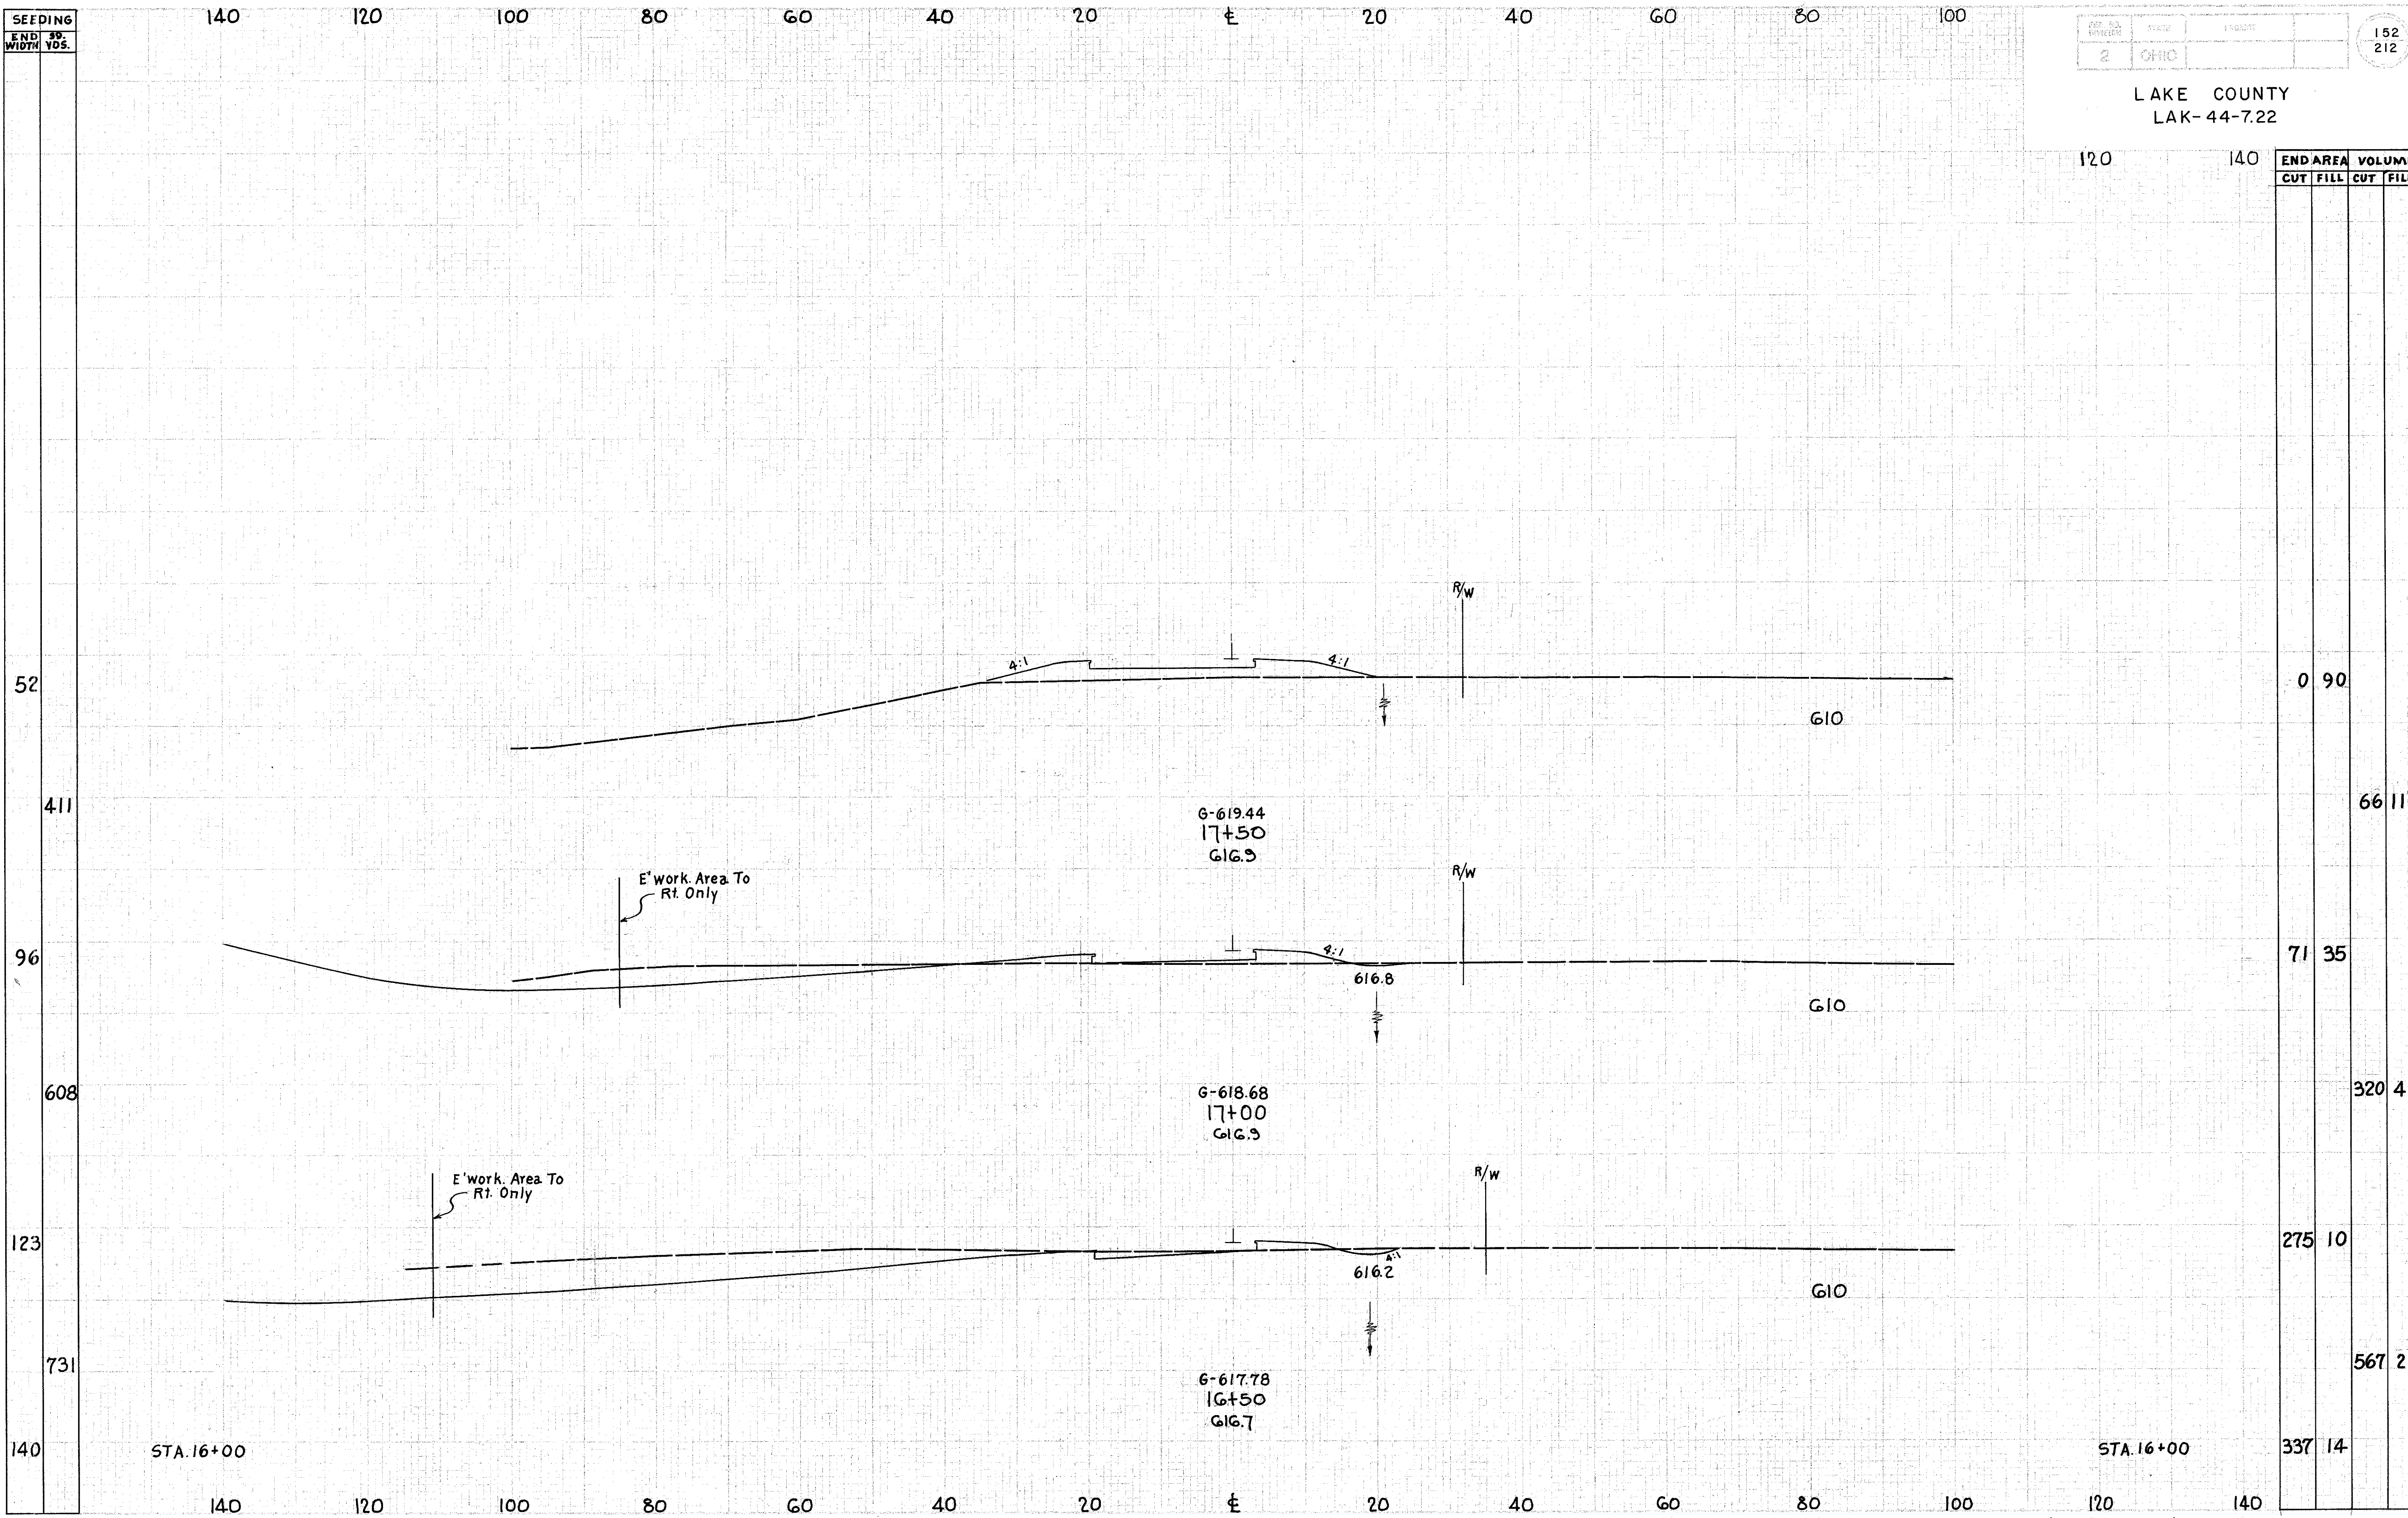 SEEDING
END WIDTH SQ. YDS.
140 120 100 80 60 40 20 ℄ 20 40 60 80 100
2 OHIO
152
212
LAKE COUNTY
LAK-44-7.22
120 140
END AREA VOLUM
CUT FILL CUT FIL
R/W
4:1 4:1
52
0 90
610
411
66 11
G-619.44
17+50
616.9
E'work. Area To
Rt. Only
R/W
4:1
96
71 35
616.8
610
608
320 4
G-618.68
17+00
616.9
E'work. Area To
Rt. Only
R/W
123
275 10
4:1
616.2
610
731
567 2
G-617.78
16+50
616.7
140 STA. 16+00 STA. 16+00 337 14
140 120 100 80 60 40 20 ℄ 20 40 60 80 100 120 140